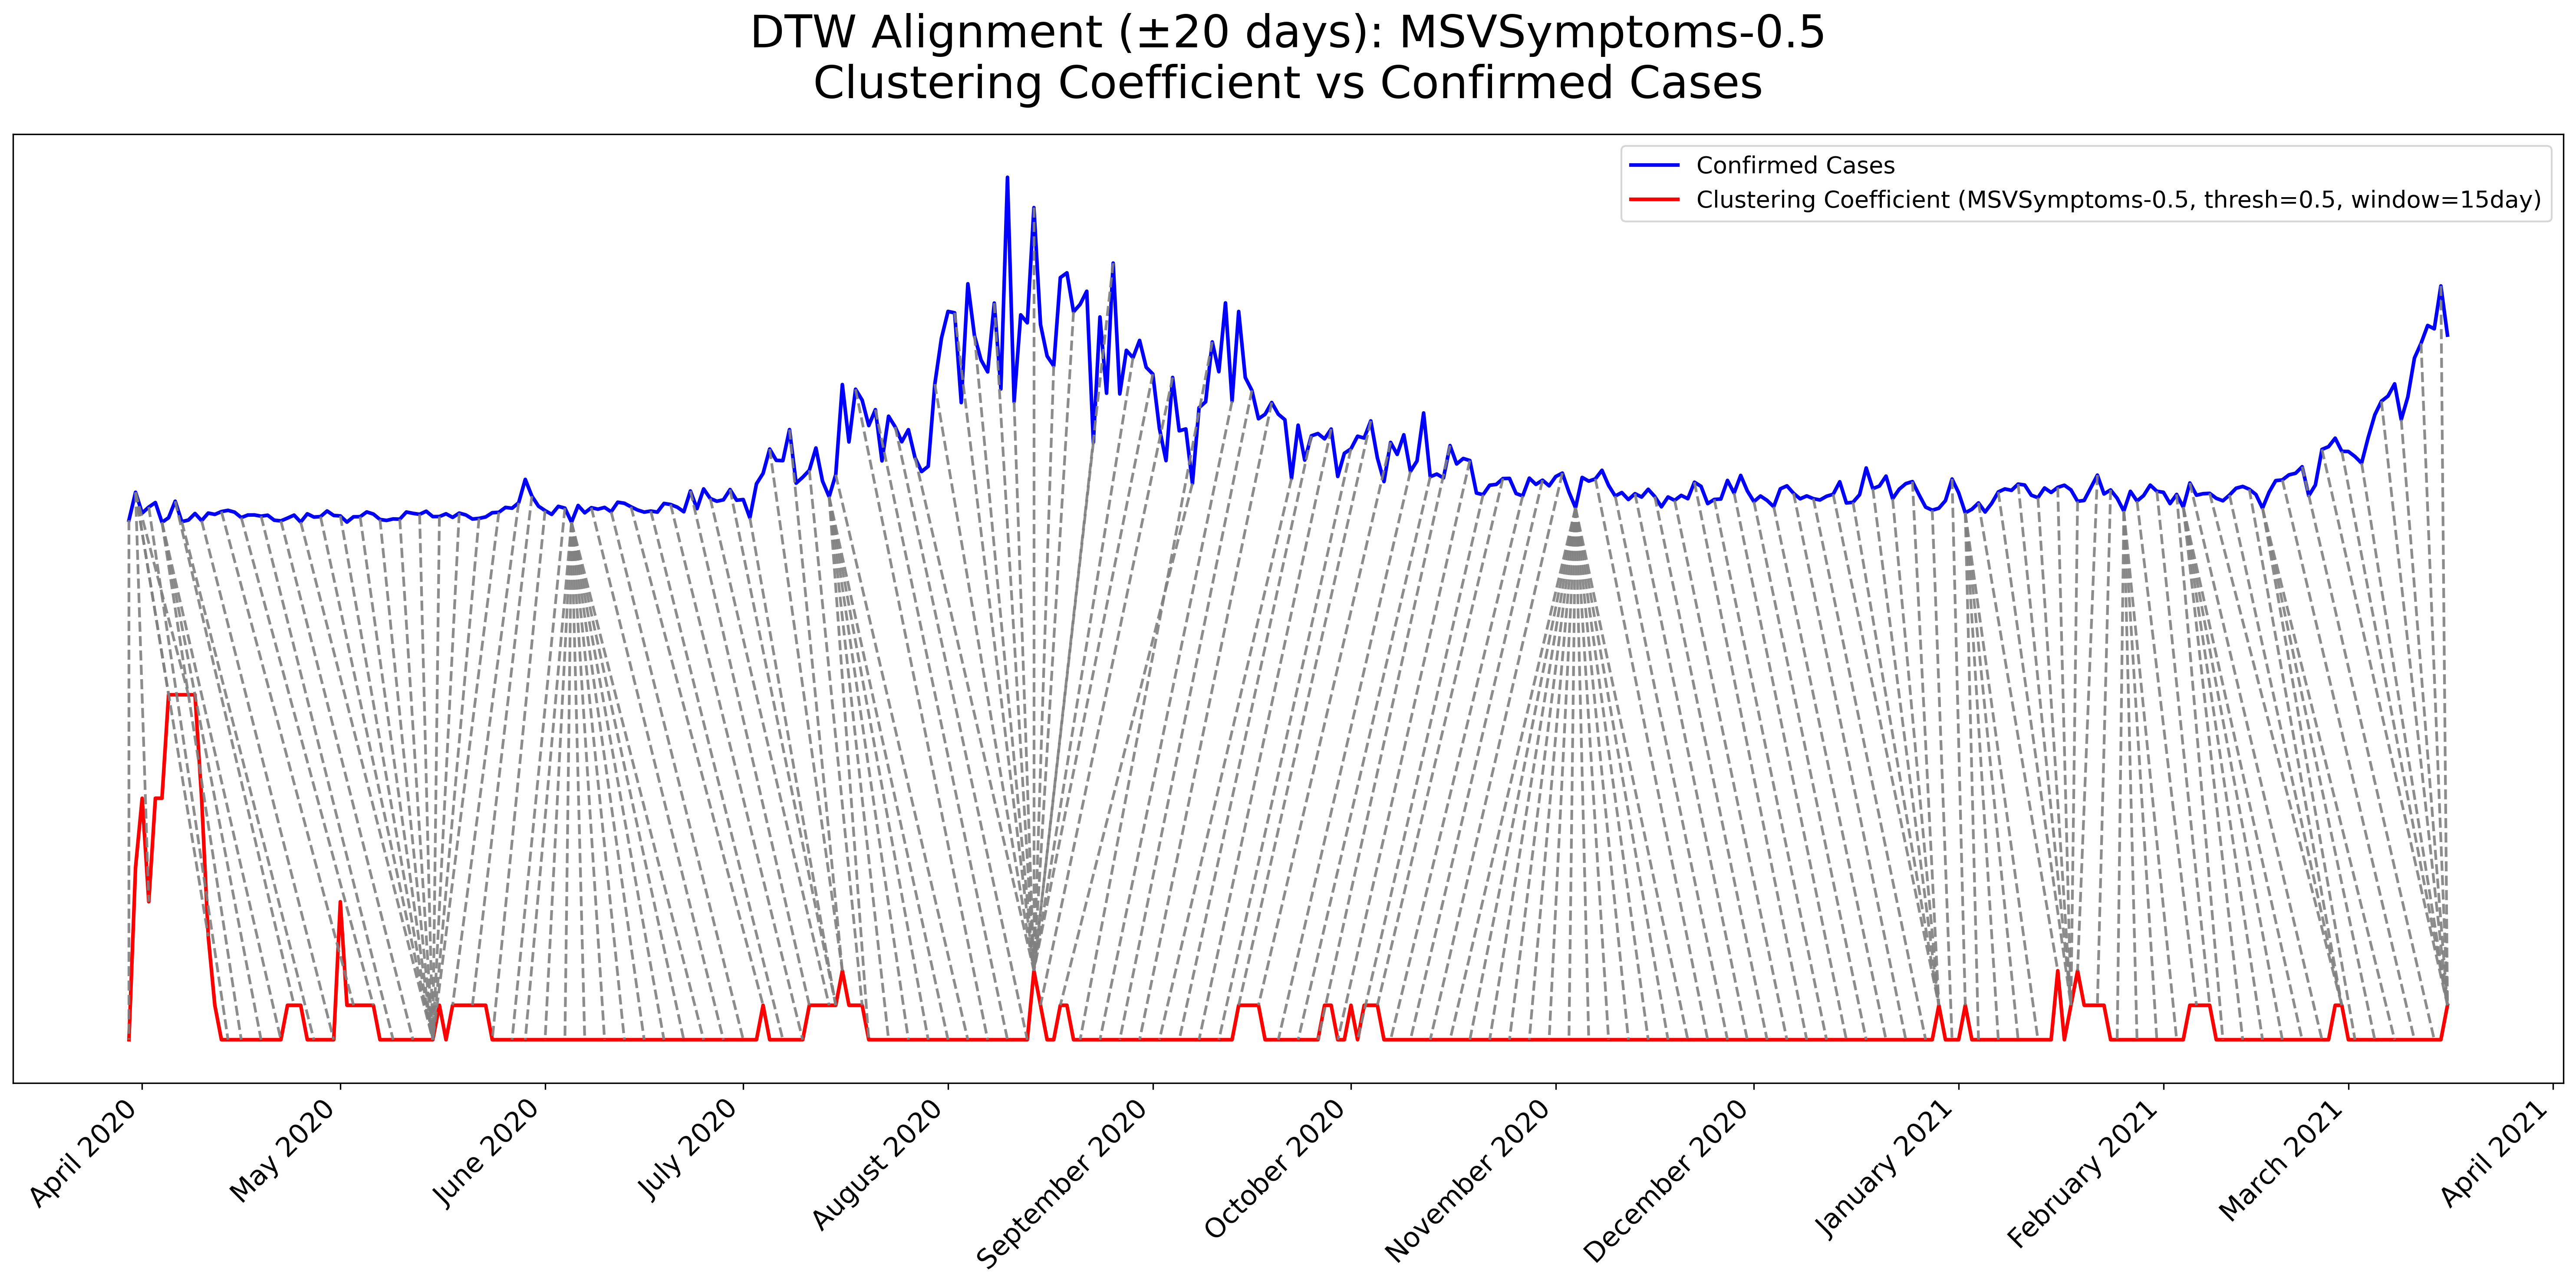 DTW Alignment (±20 days): MSVSymptoms-0.5
Clustering Coefficient vs Confirmed Cases
Confirmed Cases
Clustering Coefficient (MSVSymptoms-0.5, thresh=0.5, window=15day)
April 2020
May 2020
June 2020
July 2020
August 2020
September 2020
October 2020
November 2020
December 2020
January 2021
February 2021
March 2021
April 2021